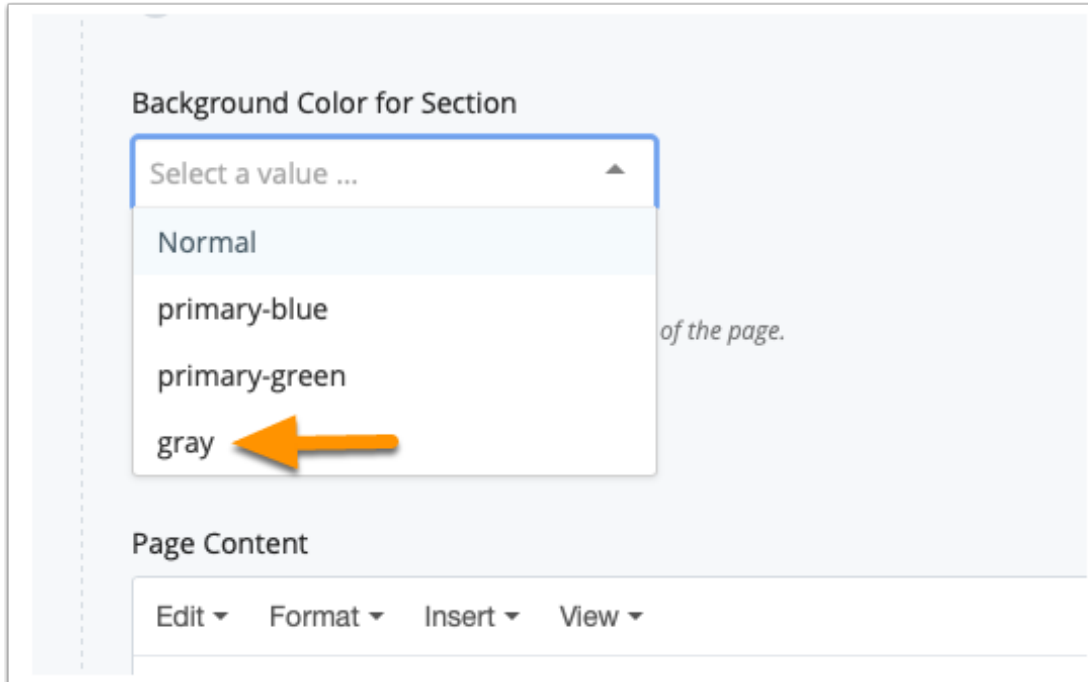 Background Color for Section
Select a value ...
Normal
primary-blue
of the page.
primary-green
gray
Page Content
Edit Format Insert View